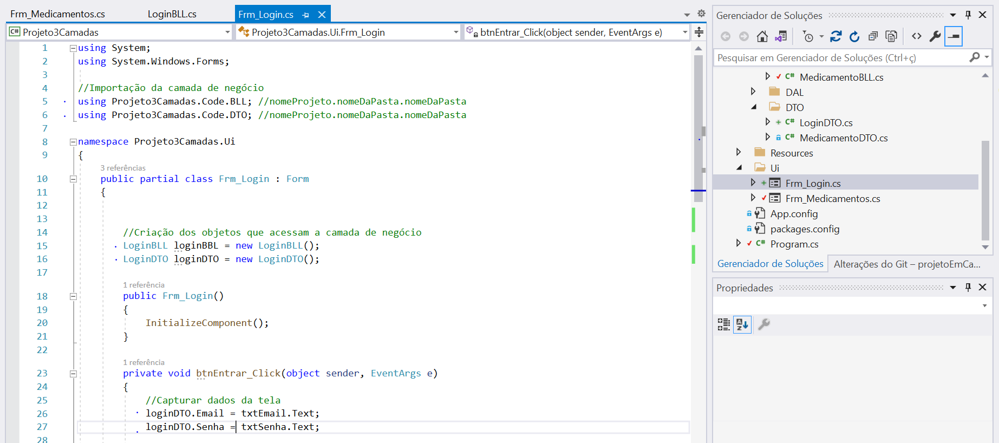 Frm_Medicamentos.cs LoginBLL.cs Frm_Login.cs
C# Projeto3Camadas Projeto3Camadas.Ui.Frm_Login btnEntrar_Click(object sender, EventArgs e)
1 using System;
2 using System.Windows.Forms;
3
4 //Importação da camada de negócio
5 using Projeto3Camadas.Code.BLL; //nomeProjeto.nomeDaPasta.nomeDaPasta
6 using Projeto3Camadas.Code.DTO; //nomeProjeto.nomeDaPasta.nomeDaPasta
7
8 namespace Projeto3Camadas.Ui
9 {
3 referências
10 public partial class Frm_Login : Form
11 {
12
13
14 //Criação dos objetos que acessam a camada de negócio
15 LoginBLL loginBBL = new LoginBLL();
16 LoginDTO loginDTO = new LoginDTO();
17
1 referência
18 public Frm_Login()
19 {
20 InitializeComponent();
21 }
22
1 referência
23 private void btnEntrar_Click(object sender, EventArgs e)
24 {
25 //Capturar dados da tela
26 loginDTO.Email = txtEmail.Text;
27 loginDTO.Senha = txtSenha.Text;
28
Gerenciador de Soluções
Pesquisar em Gerenciador de Soluções (Ctrl+ç)
C# MedicamentoBLL.cs
DAL
DTO
C# LoginDTO.cs
C# MedicamentoDTO.cs
Resources
Ui
Frm_Login.cs
Frm_Medicamentos.cs
App.config
packages.config
C# Program.cs
Gerenciador de Soluções Alterações do Git – projetoEmCa...
Propriedades